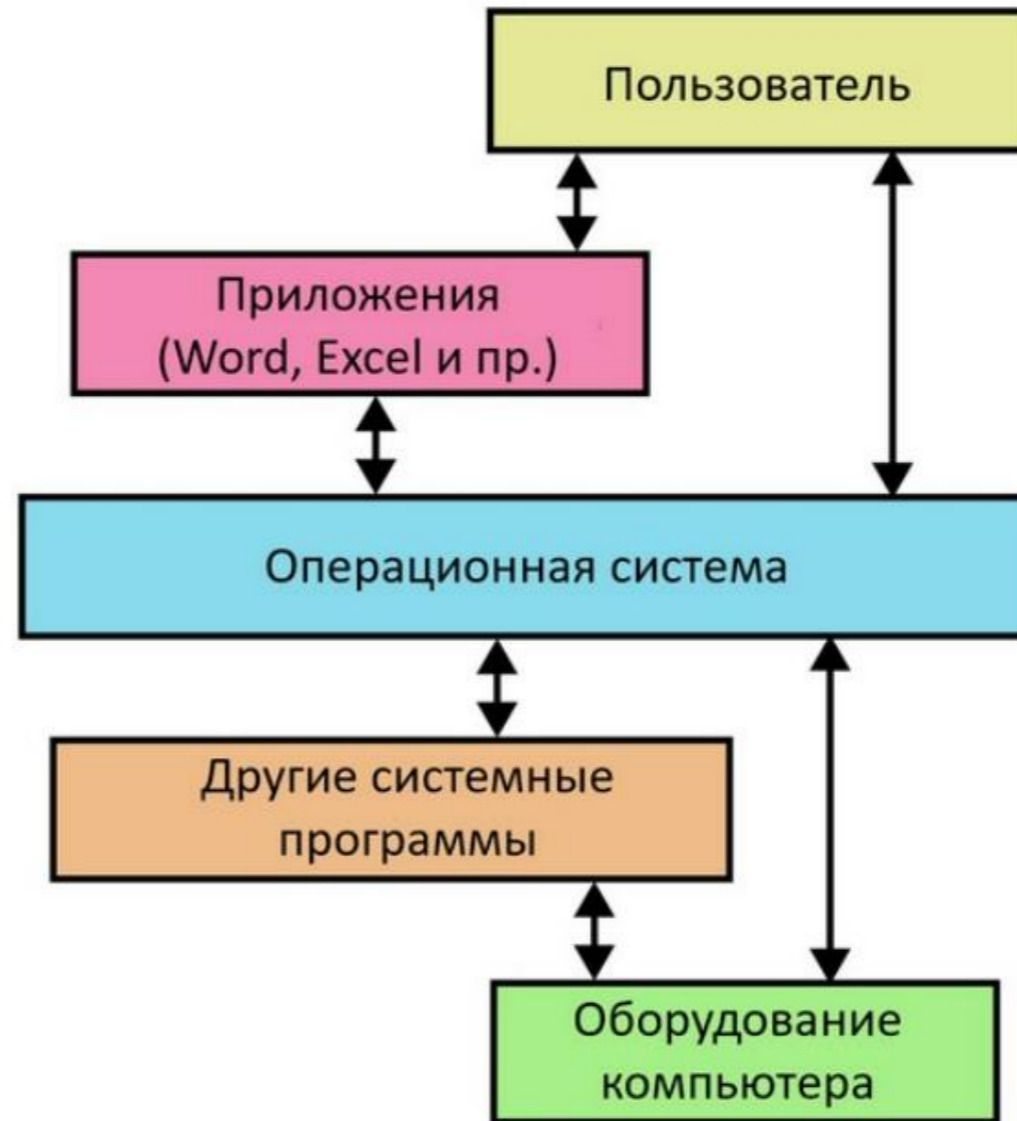 Пользователь
Приложения
(Word, Excel и пр.)
Операционная система
Другие системные
программы
Оборудование
компьютера